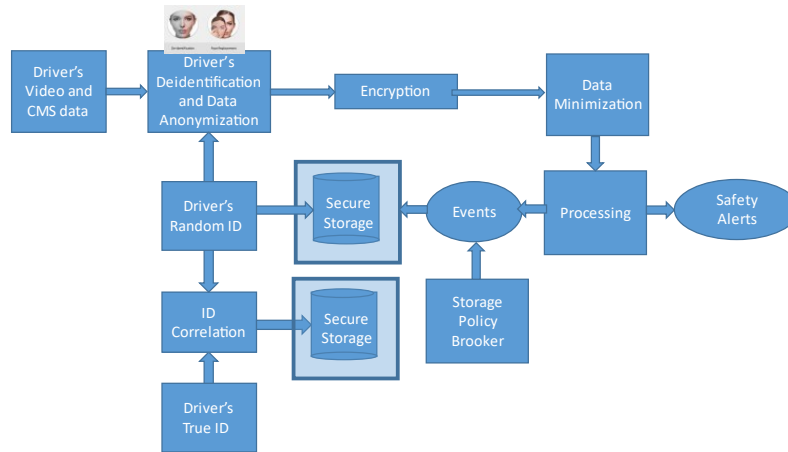 Driver's
Video and
CMS data
Driver's
Deidentification
and Data
Anonymization
Encryption
Data
Minimization
Driver's
Random ID
Secure
Storage
Events
Processing
Safety
Alerts
ID
Correlation
Secure
Storage
Storage
Policy
Brooker
Driver's
True ID